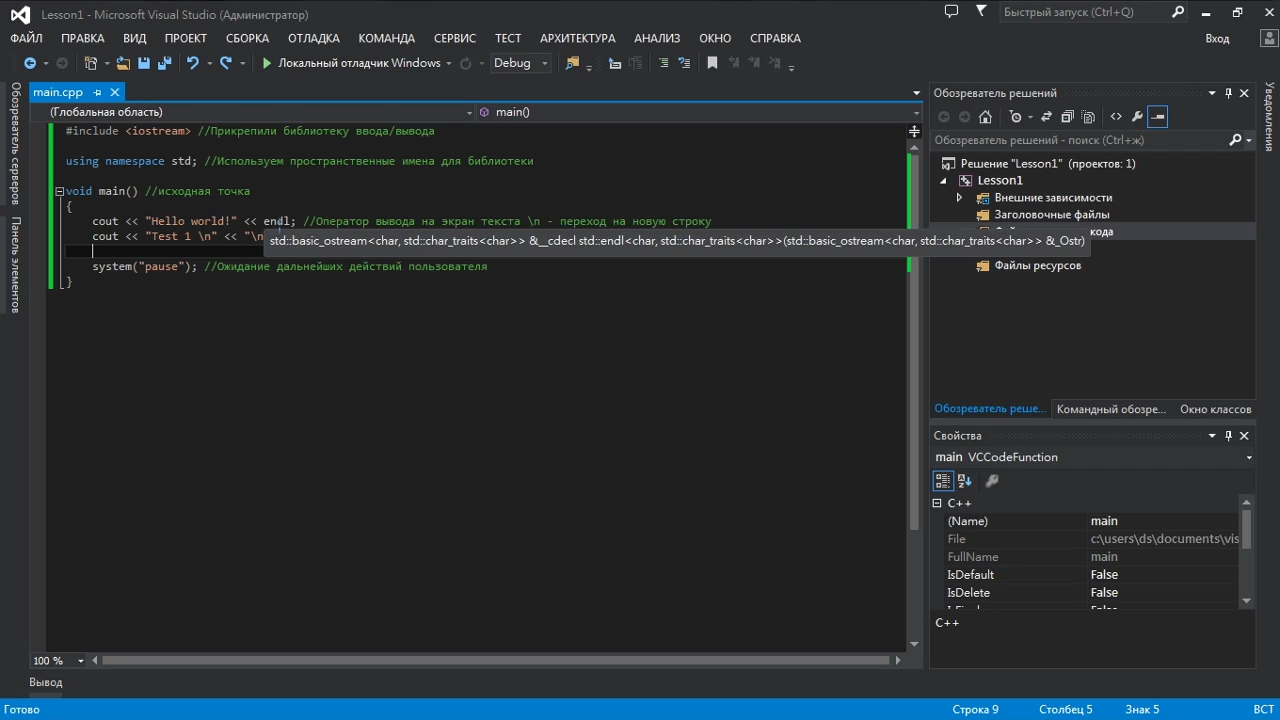 Lesson1 - Microsoft Visual Studio (Администратор)
Быстрый запуск (Ctrl+Q)
ФАЙЛ ПРАВКА ВИД ПРОЕКТ СБОРКА ОТЛАДКА КОМАНДА СЕРВИС ТЕСТ АРХИТЕКТУРА АНАЛИЗ ОКНО СПРАВКА
Вход
Локальный отладчик Windows
Debug
Обозреватель серверов
Панель элементов
main.cpp
(Глобальная область)
main()
#include <iostream> //Прикрепили библиотеку ввода/вывода
using namespace std; //Используем пространственные имена для библиотеки
void main() //исходная точка
{
cout << "Hello world!" << endl; //Оператор вывода на экран текста \n - переход на новую строку
cout << "Test 1 \n" << "\n
std::basic_ostream<char, std::char_traits<char>> &__cdecl std::endl<char, std::char_traits<char>>(std::basic_ostream<char, std::char_traits<char>> &_Ostr)
system("pause"); //Ожидание дальнейших действий пользователя
}
100 %
Обозреватель решений
Обозреватель решений - поиск (Ctrl+ж)
Решение "Lesson1" (проектов: 1)
Lesson1
Внешние зависимости
Заголовочные файлы
кода
Файлы ресурсов
Обозреватель реше...
Командный обозре...
Окно классов
Свойства
main VCCodeFunction
C++
(Name) main
File c:\users\ds\documents\vis
FullName main
IsDefault False
IsDelete False
C++
Уведомления
Вывод
Готово
Строка 9
Столбец 5
Знак 5
ВСТ